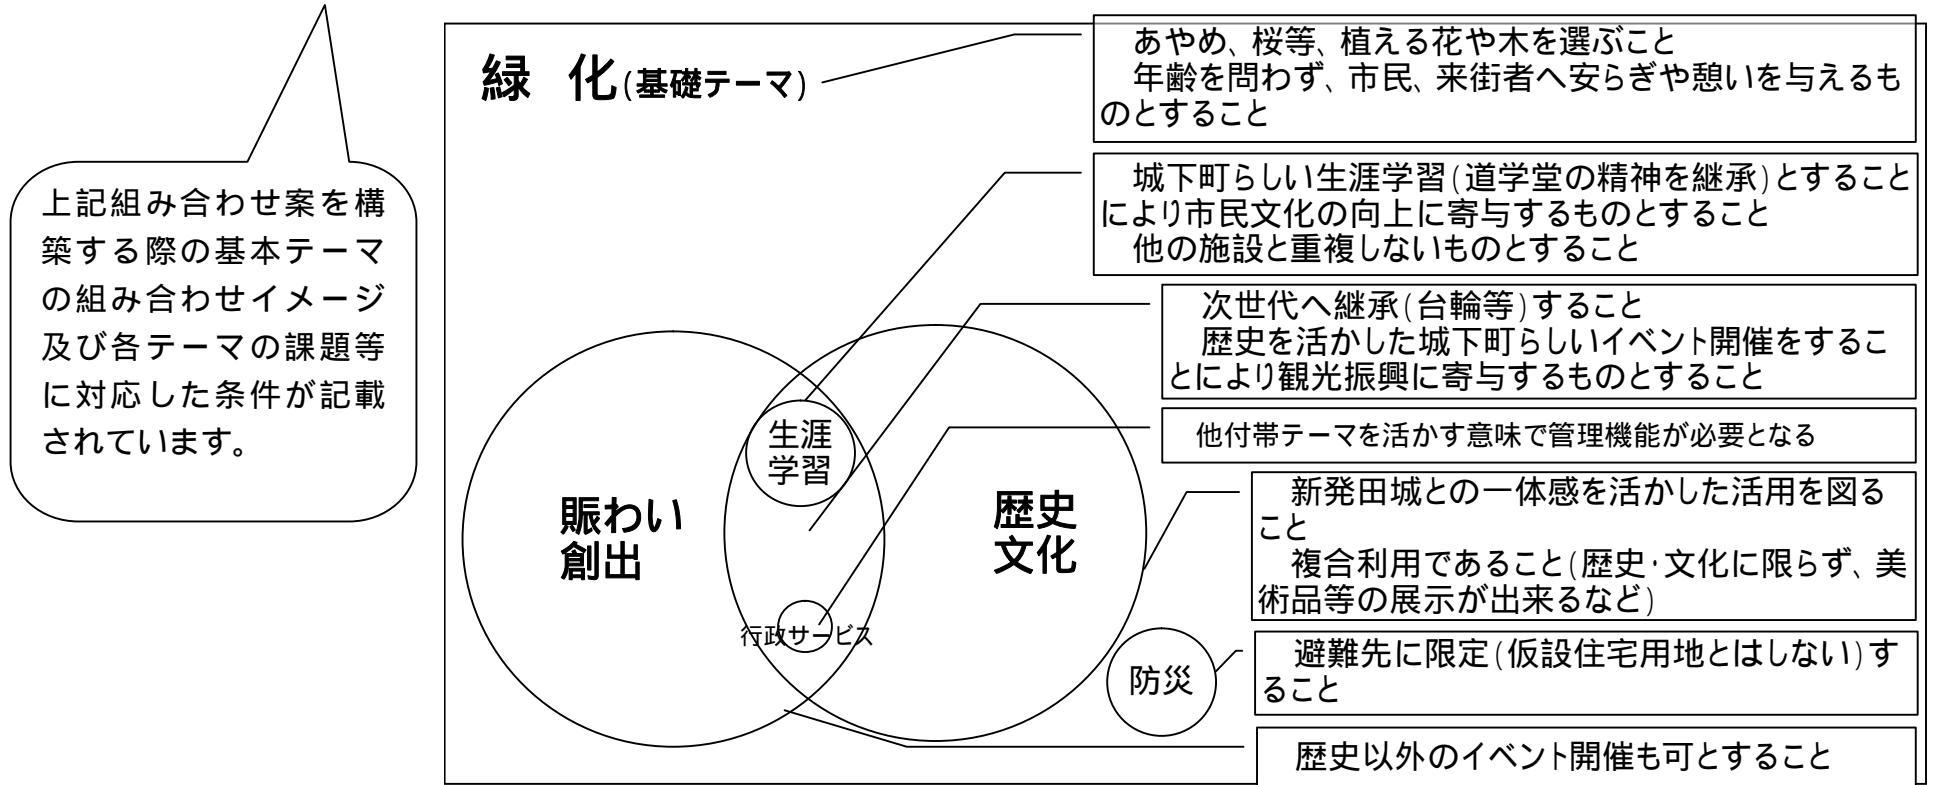 緑 化(基礎テーマ)
あやめ、桜等、植える花や木を選ぶこと
年齢を問わず、市民、来街者へ安らぎや憩いを与えるも
のとすること
上記組み合わせ案を構
築する際の基本テーマ
の組み合わせイメージ
及び各テーマの課題等
に対応した条件が記載
されています。
城下町らしい生涯学習(道学堂の精神を継承)とすること
により市民文化の向上に寄与するものとすること
他の施設と重複しないものとすること
次世代へ継承(台輪等)すること
歴史を活かした城下町らしいイベント開催をするこ
とにより観光振興に寄与するものとすること
他付帯テーマを活かす意味で管理機能が必要となる
生涯
学習
賑わい
創出
歴史
文化
行政サービス
新発田城との一体感を活かした活用を図る
こと
複合利用であること(歴史・文化に限らず、美
術品等の展示が出来るなど)
防災
避難先に限定(仮設住宅用地とはしない)す
ること
歴史以外のイベント開催も可とすること